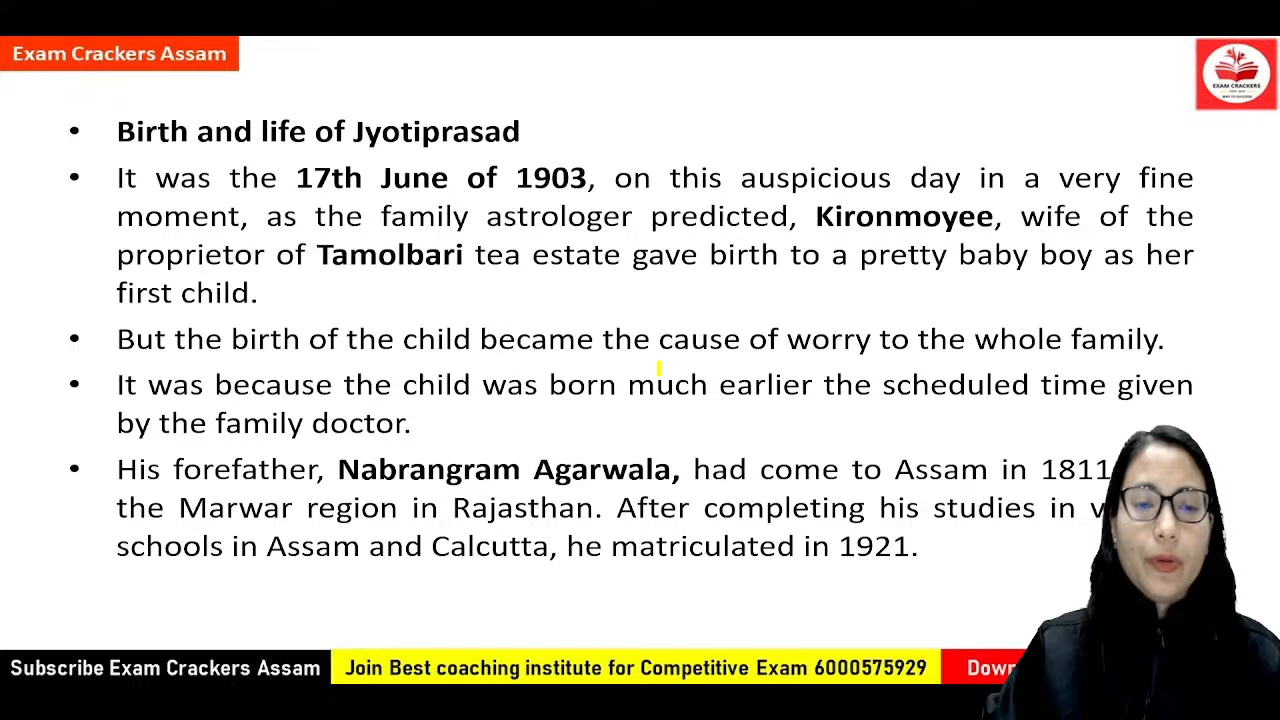 Exam Crackers Assam
EXAM CRACKERS
WAY TO SUCCESS
• Birth and life of Jyotiprasad
• It was the 17th June of 1903, on this auspicious day in a very fine
moment, as the family astrologer predicted, Kironmoyee, wife of the
proprietor of Tamolbari tea estate gave birth to a pretty baby boy as her
first child.
• But the birth of the child became the cause of worry to the whole family.
• It was because the child was born much earlier the scheduled time given
by the family doctor.
• His forefather, Nabrangram Agarwala, had come to Assam in 1811
the Marwar region in Rajasthan. After completing his studies in
schools in Assam and Calcutta, he matriculated in 1921.
Subscribe Exam Crackers Assam Join Best coaching institute for Competitive Exam 6000575929